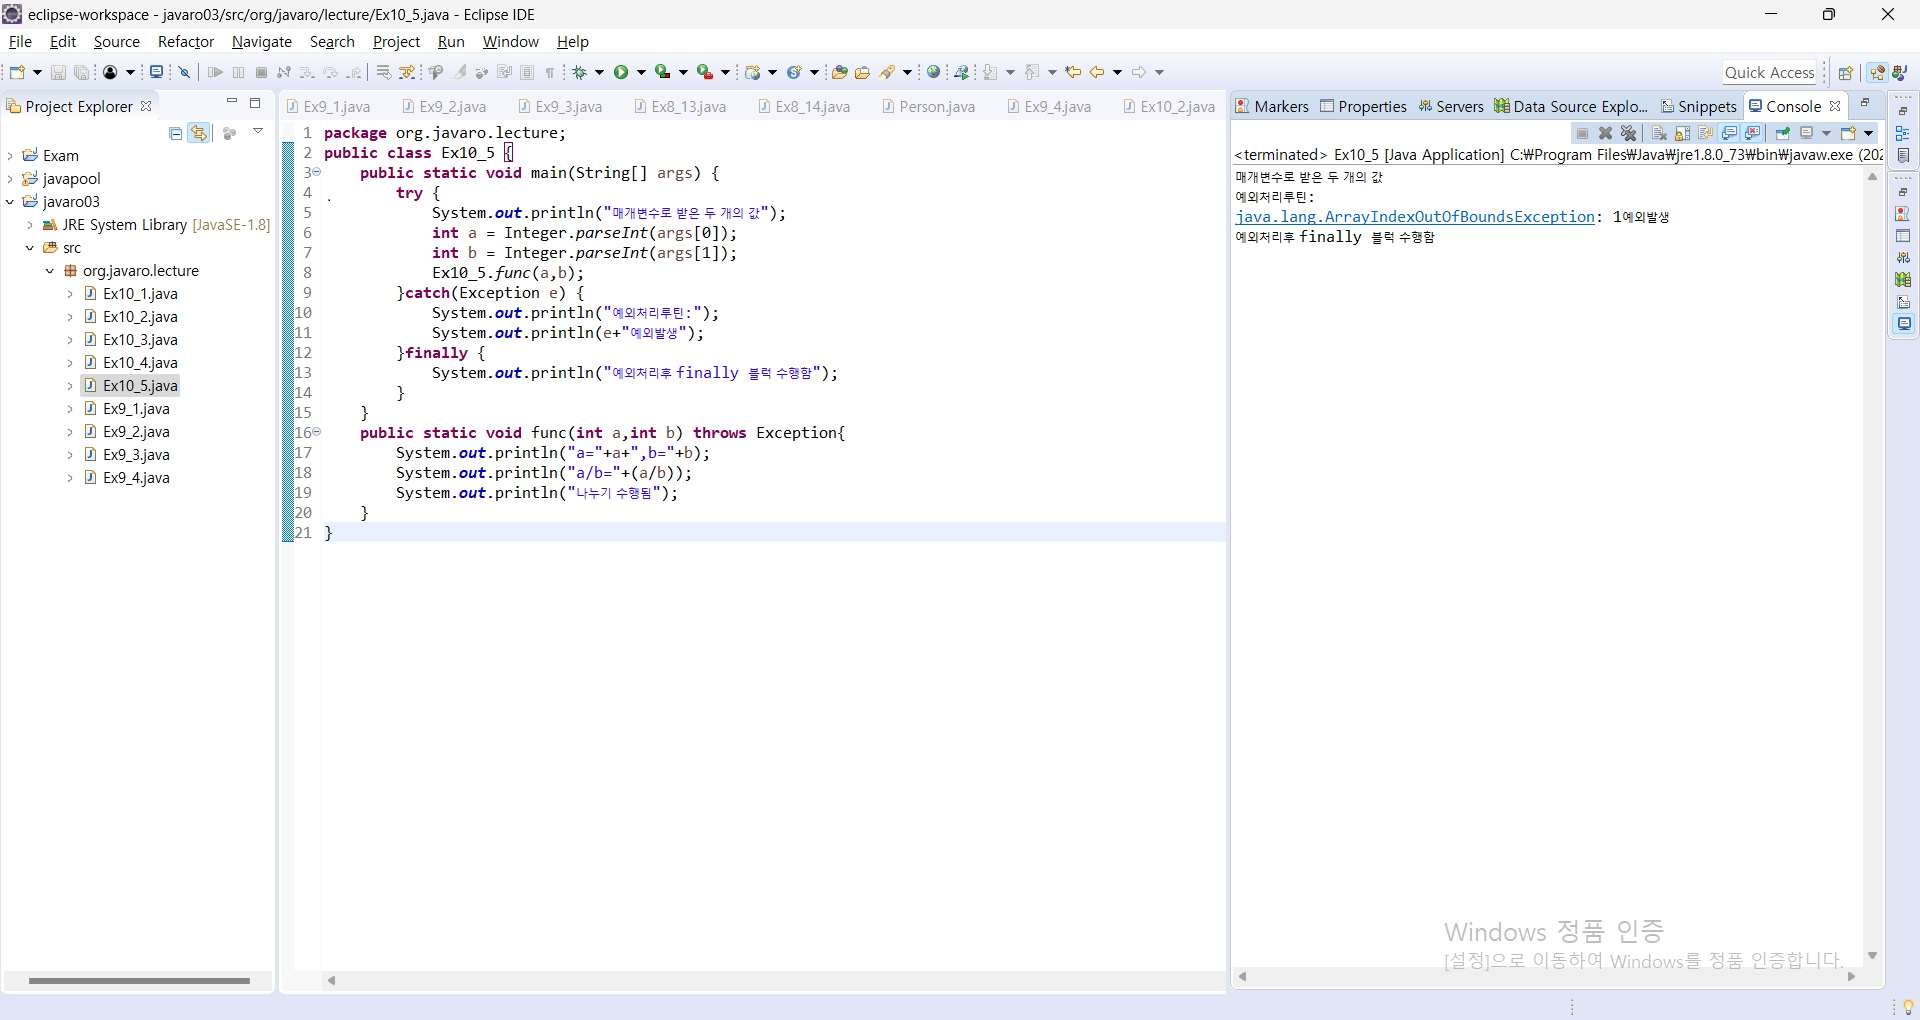 eclipse-workspace - javaro03/src/org/javaro/lecture/Ex10_5.java - Eclipse IDE
File Edit Source Refactor Navigate Search Project Run Window Help
Quick Access
Project Explorer
Exam
javapool
javaro03
JRE System Library [JavaSE-1.8]
src
org.javaro.lecture
Ex10_1.java
Ex10_2.java
Ex10_3.java
Ex10_4.java
Ex10_5.java
Ex9_1.java
Ex9_2.java
Ex9_3.java
Ex9_4.java
Ex9_1.java Ex9_2.java Ex9_3.java Ex8_13.java Ex8_14.java Person.java Ex9_4.java Ex10_2.java
1 package org.javaro.lecture;
2 public class Ex10_5 {
3 public static void main(String[] args) {
4 try {
5 System.out.println("매개변수로 받은 두 개의 값");
6 int a = Integer.parseInt(args[0]);
7 int b = Integer.parseInt(args[1]);
8 Ex10_5.func(a,b);
9 }catch(Exception e) {
10 System.out.println("예외처리루틴:");
11 System.out.println(e+"예외발생");
12 }finally {
13 System.out.println("예외처리후 finally 블럭 수행함");
14 }
15 }
16 public static void func(int a,int b) throws Exception{
17 System.out.println("a="+a+",b="+b);
18 System.out.println("a/b="+(a/b));
19 System.out.println("나누기 수행됨");
20 }
21 }
Markers Properties Servers Data Source Explo... Snippets Console
<terminated> Ex10_5 [Java Application] C:₩Program Files₩Java₩jre1.8.0_73₩bin₩javaw.exe (202
매개변수로 받은 두 개의 값
예외처리루틴:
java.lang.ArrayIndexOutOfBoundsException: 1예외발생
예외처리후 finally 블럭 수행함
Windows 정품 인증
[설정]으로 이동하여 Windows를 정품 인증합니다.